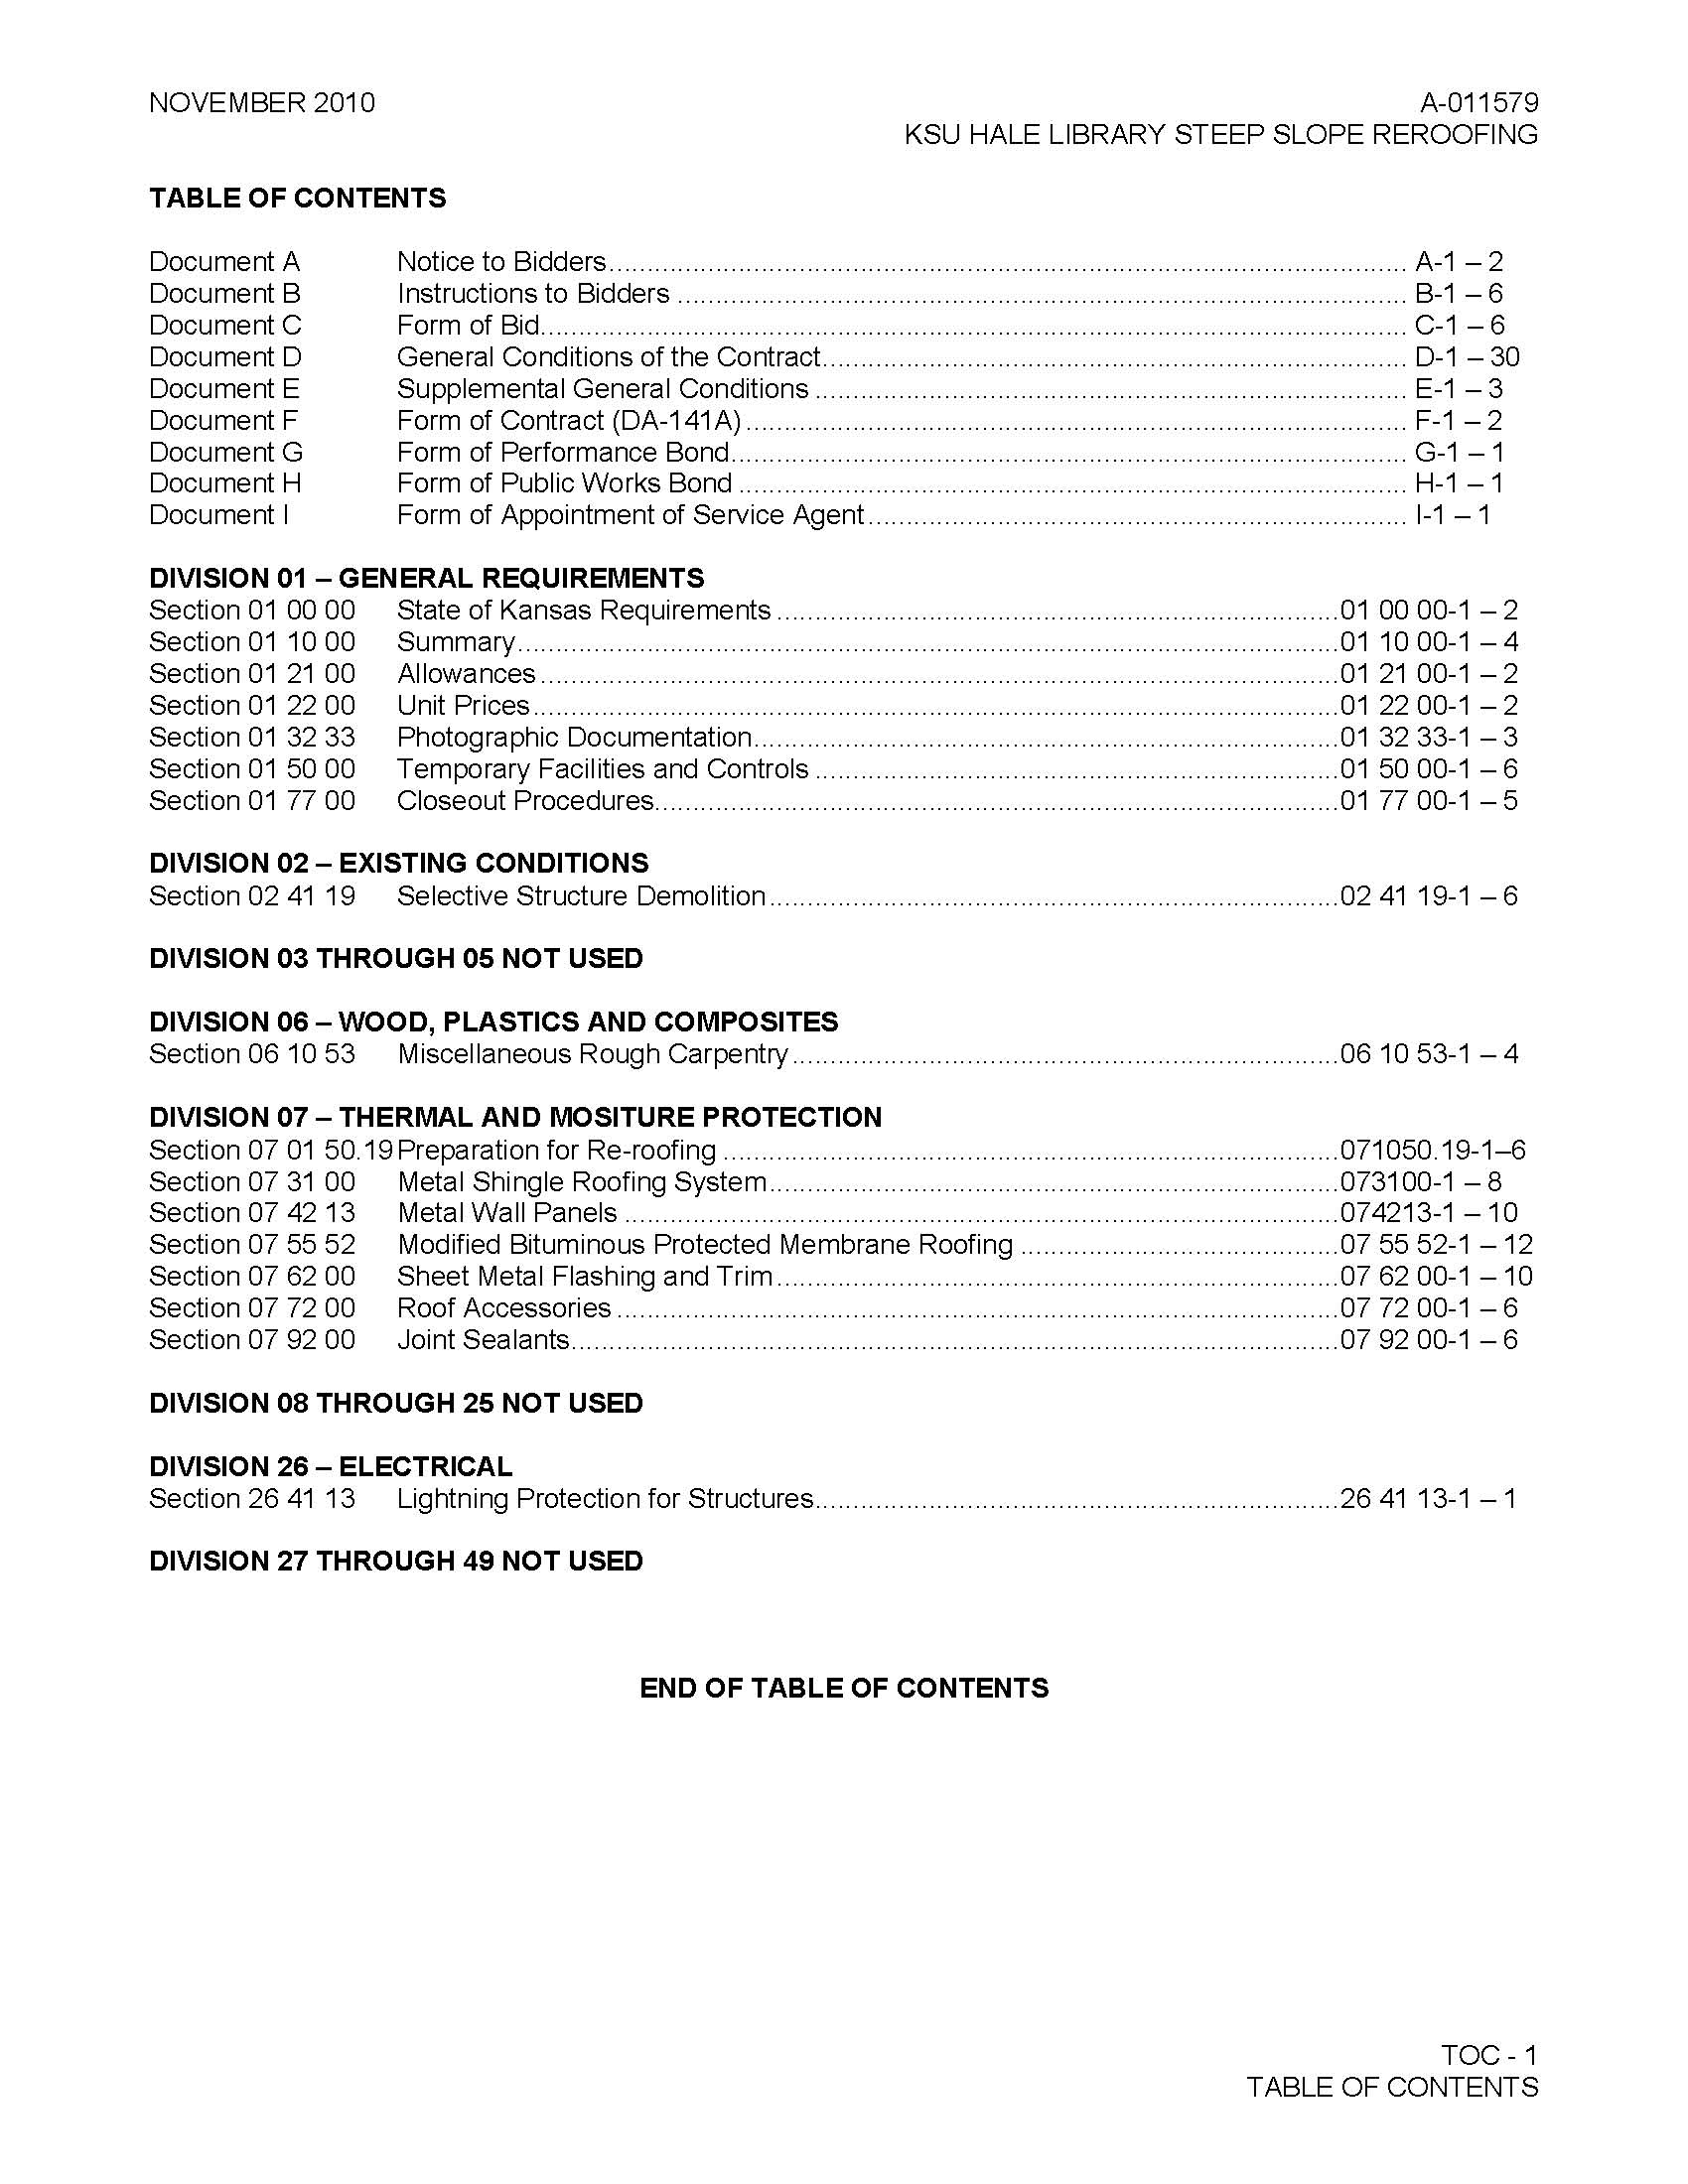 NOVEMBER 2010 A-011579
KSU HALE LIBRARY STEEP SLOPE REROOFING
TABLE OF CONTENTS
Document A Notice to Bidders........................................ A-1 – 2
Document B Instructions to Bidders ........................................ B-1 – 6
Document C Form of Bid........................................ C-1 – 6
Document D General Conditions of the Contract........................................ D-1 – 30
Document E Supplemental General Conditions ........................................ E-1 – 3
Document F Form of Contract (DA-141A)........................................ F-1 – 2
Document G Form of Performance Bond........................................ G-1 – 1
Document H Form of Public Works Bond ........................................ H-1 – 1
Document I Form of Appointment of Service Agent........................................ I-1 – 1
DIVISION 01 – GENERAL REQUIREMENTS
Section 01 00 00 State of Kansas Requirements ........................................01 00 00-1 – 2
Section 01 10 00 Summary........................................01 10 00-1 – 4
Section 01 21 00 Allowances........................................01 21 00-1 – 2
Section 01 22 00 Unit Prices........................................01 22 00-1 – 2
Section 01 32 33 Photographic Documentation........................................01 32 33-1 – 3
Section 01 50 00 Temporary Facilities and Controls ........................................01 50 00-1 – 6
Section 01 77 00 Closeout Procedures........................................01 77 00-1 – 5
DIVISION 02 – EXISTING CONDITIONS
Section 02 41 19 Selective Structure Demolition........................................02 41 19-1 – 6
DIVISION 03 THROUGH 05 NOT USED
DIVISION 06 – WOOD, PLASTICS AND COMPOSITES
Section 06 10 53 Miscellaneous Rough Carpentry........................................06 10 53-1 – 4
DIVISION 07 – THERMAL AND MOSITURE PROTECTION
Section 07 01 50.19 Preparation for Re-roofing ........................................071050.19-1–6
Section 07 31 00 Metal Shingle Roofing System........................................073100-1 – 8
Section 07 42 13 Metal Wall Panels ........................................074213-1 – 10
Section 07 55 52 Modified Bituminous Protected Membrane Roofing ........................................07 55 52-1 – 12
Section 07 62 00 Sheet Metal Flashing and Trim........................................07 62 00-1 – 10
Section 07 72 00 Roof Accessories ........................................07 72 00-1 – 6
Section 07 92 00 Joint Sealants........................................07 92 00-1 – 6
DIVISION 08 THROUGH 25 NOT USED
DIVISION 26 – ELECTRICAL
Section 26 41 13 Lightning Protection for Structures........................................26 41 13-1 – 1
DIVISION 27 THROUGH 49 NOT USED
END OF TABLE OF CONTENTS
TOC - 1
TABLE OF CONTENTS